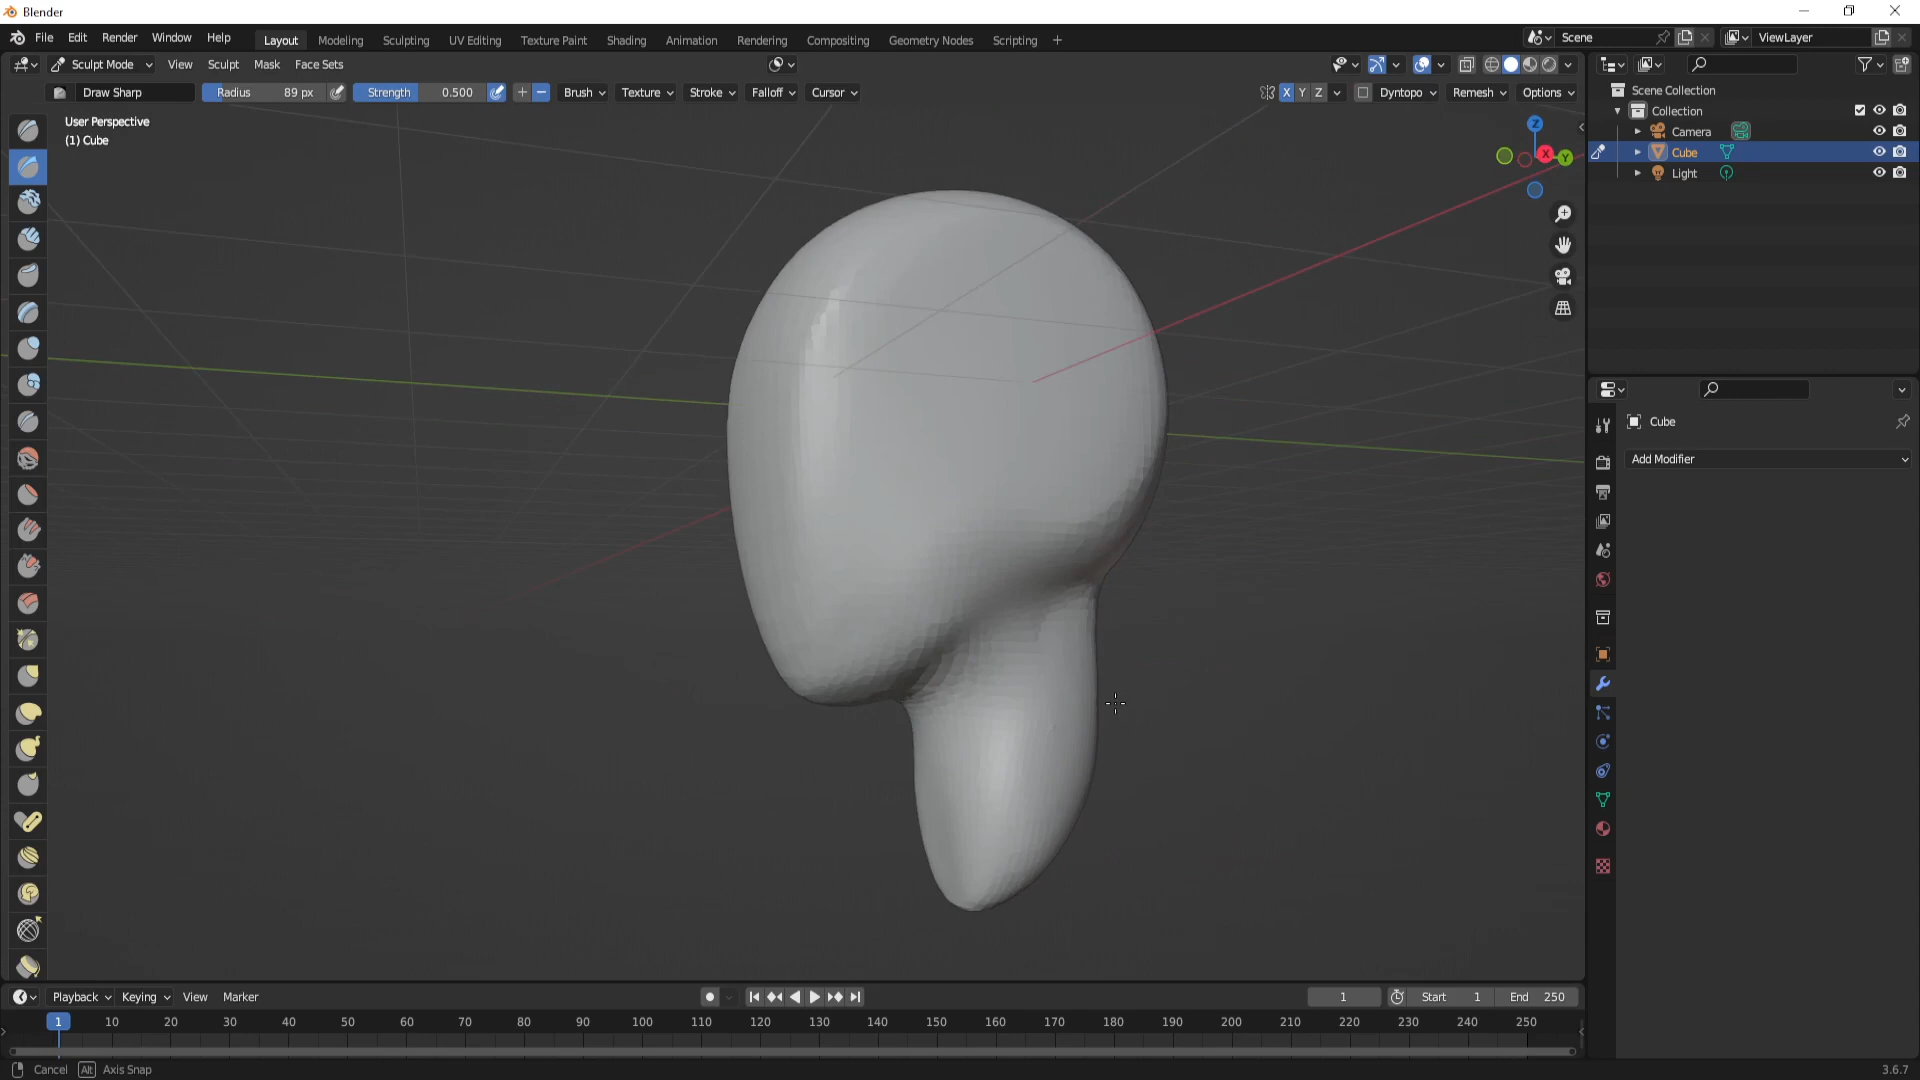 Blender
File Edit Render Window Help Layout Modeling Sculpting UV Editing Texture Paint Shading Animation Rendering Compositing Geometry Nodes Scripting + Scene ViewLayer
Sculpt Mode View Sculpt Mask Face Sets
Draw Sharp Radius 89 px Strength 0.500 + − Brush Texture Stroke Falloff Cursor X Y Z Dyntopo Remesh Options
User Perspective
(1) Cube
Z
X
Y
Scene Collection
Collection
Camera
Cube
Light
Cube
Add Modifier
Playback Keying View Marker 1 Start 1 End 250
1 10 20 30 40 50 60 70 80 90 100 110 120 130 140 150 160 170 180 190 200 210 220 230 240 250
Cancel Alt Axis Snap 3.6.7